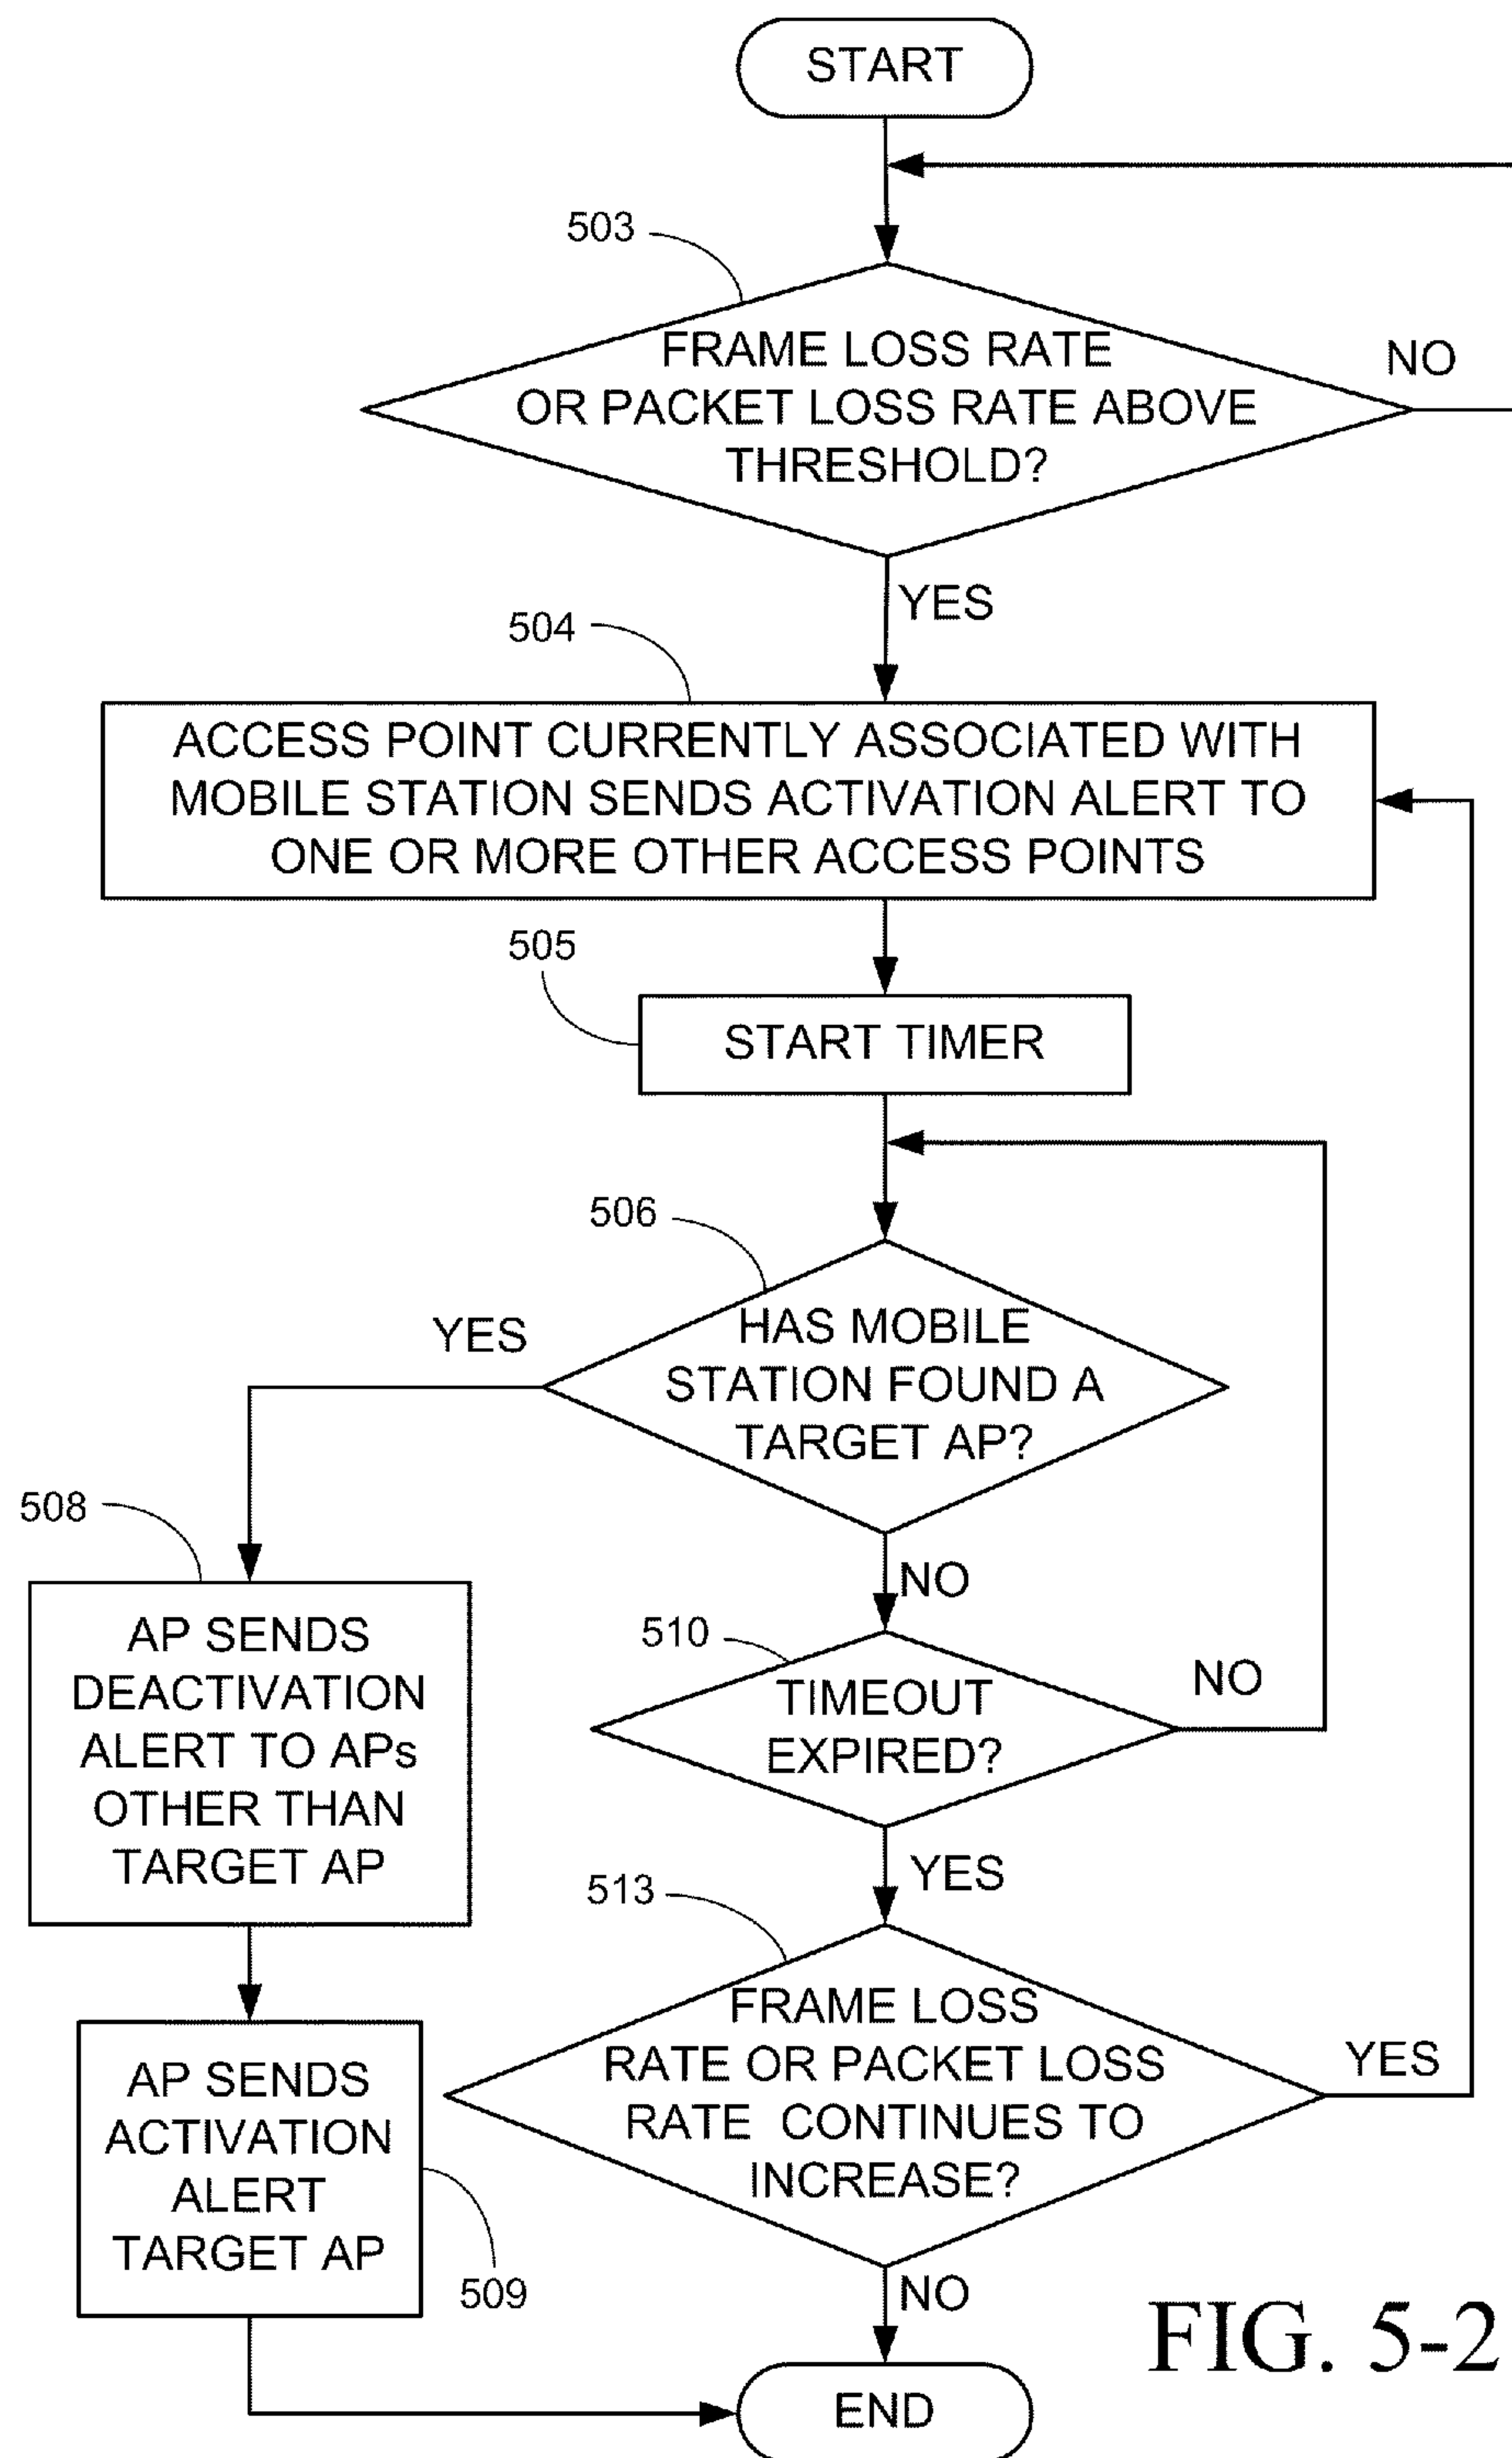 START
503
FRAME LOSS RATE
OR PACKET LOSS RATE ABOVE
THRESHOLD?
NO
YES
504
ACCESS POINT CURRENTLY ASSOCIATED WITH
MOBILE STATION SENDS ACTIVATION ALERT TO
ONE OR MORE OTHER ACCESS POINTS
505
START TIMER
506
HAS MOBILE
STATION FOUND A
TARGET AP?
YES
NO
508
AP SENDS
DEACTIVATION
ALERT TO APs
OTHER THAN
TARGET AP
510
TIMEOUT
EXPIRED?
NO
YES
513
FRAME LOSS
RATE OR PACKET LOSS
RATE CONTINUES TO
INCREASE?
YES
NO
AP SENDS
ACTIVATION
ALERT
TARGET AP
509
END
FIG. 5-2